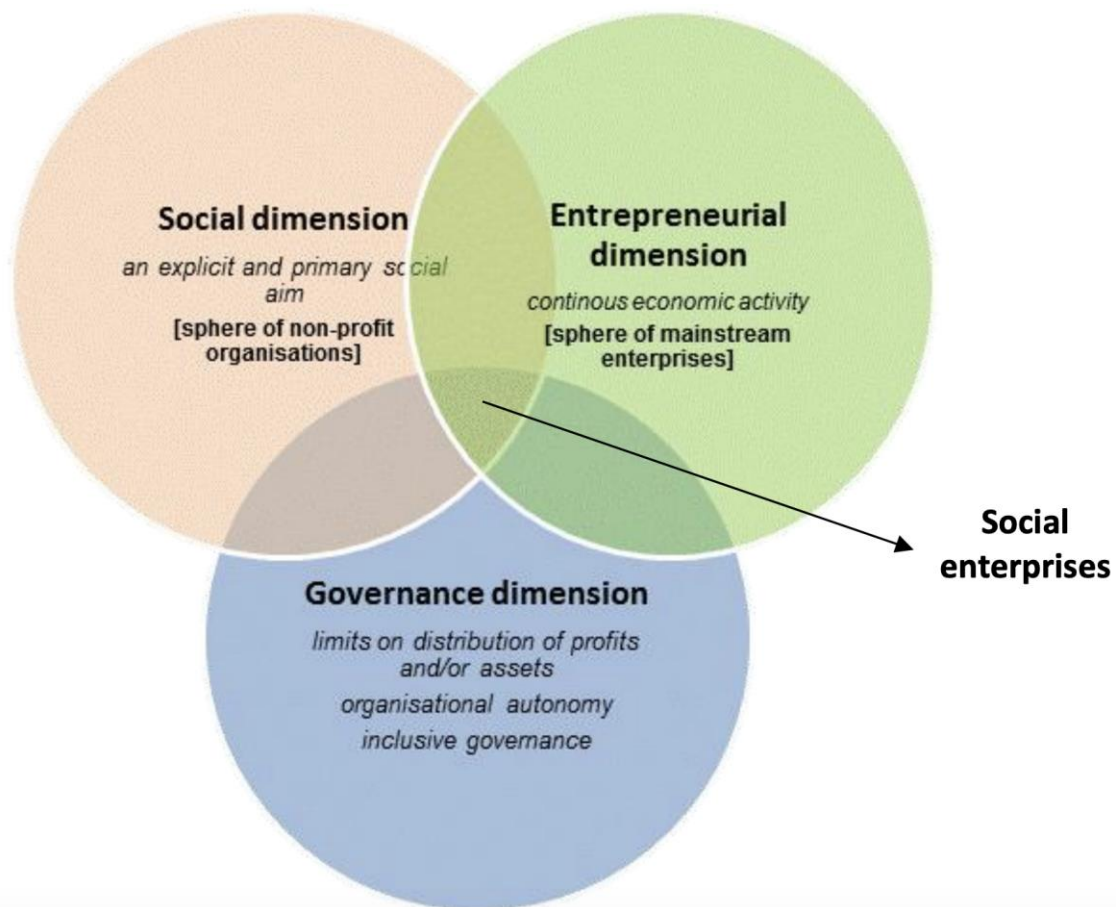 Social dimension
an explicit and primary social
aim
[sphere of non-profit
organisations]
Entrepreneurial
dimension
continous economic activity
[sphere of mainstream
enterprises]
Social
enterprises
Governance dimension
limits on distribution of profits
and/or assets
organisational autonomy
inclusive governance